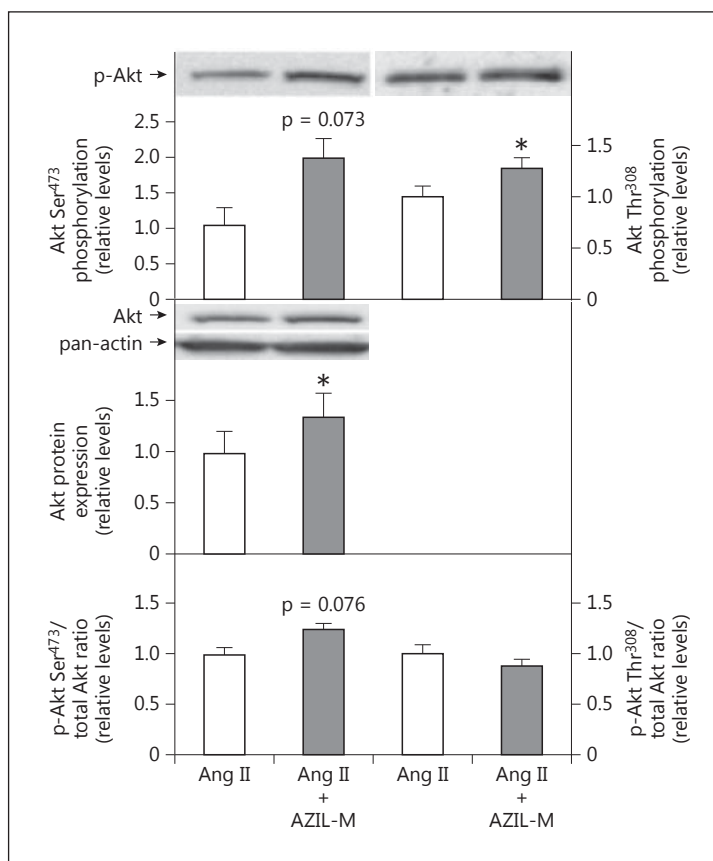 p-Akt →
p = 0.073
*
2.5
2.0
1.5
1.0
0.5
0
Akt Ser⁴⁷³
phosphorylation
(relative levels)
1.5
1.0
0.5
0
Akt Thr³⁰⁸
phosphorylation
(relative levels)
Akt →
pan-actin →
*
1.5
1.0
0.5
0
Akt protein
expression
(relative levels)
p = 0.076
1.5
1.0
0.5
0
p-Akt Ser⁴⁷³/
total Akt ratio
(relative levels)
1.5
1.0
0.5
0
p-Akt Thr³⁰⁸/
total Akt ratio
(relative levels)
Ang II
Ang II
+
AZIL-M
Ang II
Ang II
+
AZIL-M